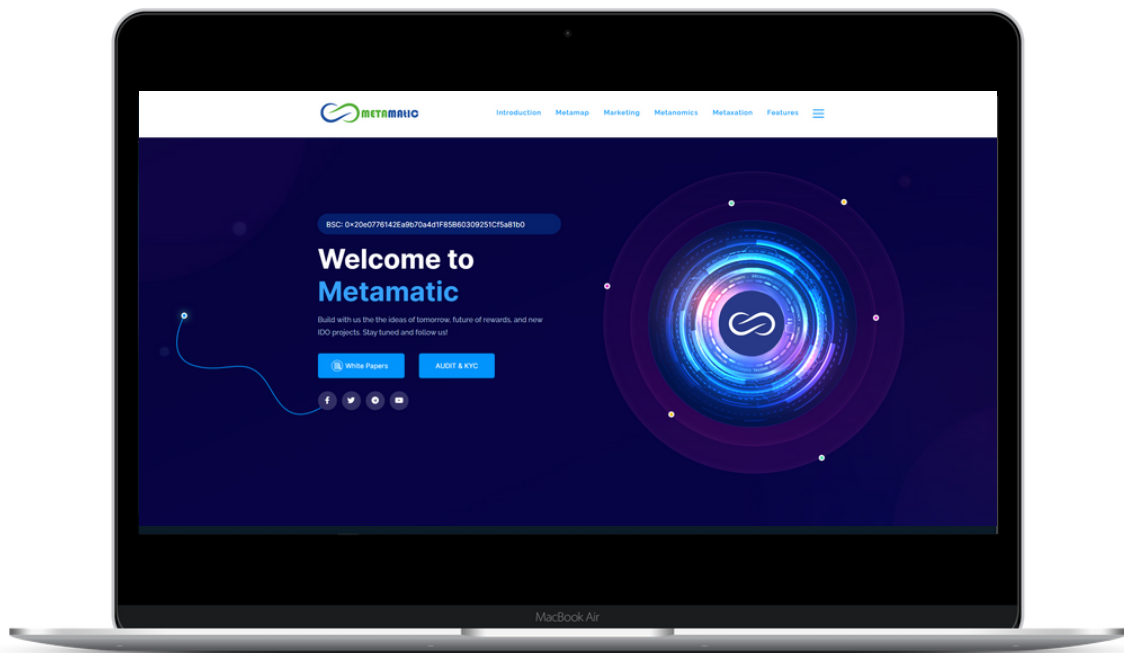 METAMATIC
Introduction Metamap Marketing Metanomics Metaxation Features
BSC: 0x20e0776142Ea9b70a4d1F85B60309251Cf5a81b0
Welcome to
Metamatic
Build with us the the ideas of tomorrow, future of rewards, and new
IDO projects. Stay tuned and follow us!
White Papers AUDIT & KYC
MacBook Air